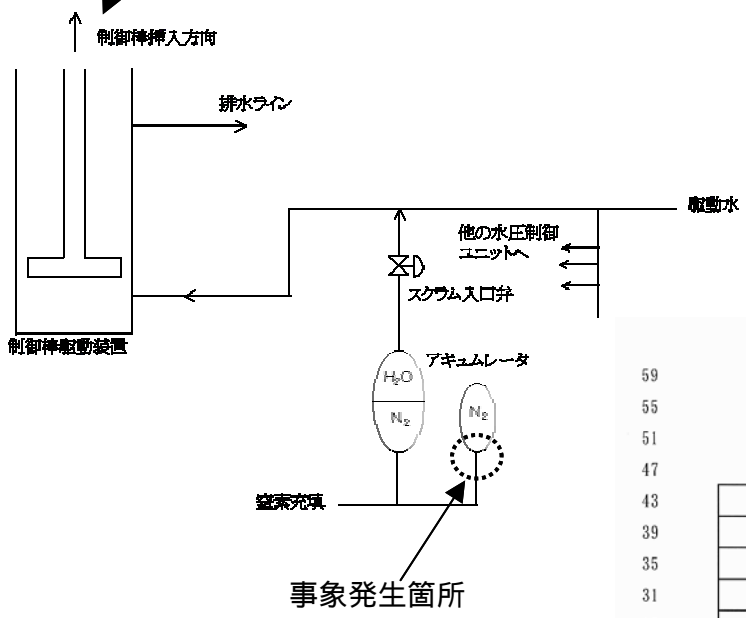 制御棒挿入方向
排水ライン
駆動水
他の水圧制御
ユニットへ
スクラム入口弁
制御棒駆動装置
アキュムレータ
H₂O
N₂
N₂
窒素充填
事象発生箇所
59
55
51
47
43
39
35
31